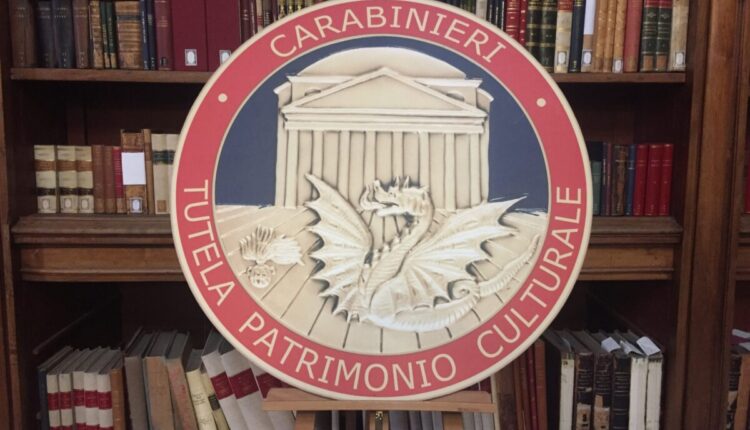 CARABINIERI
TUTELA PATRIMONIO CULTURALE